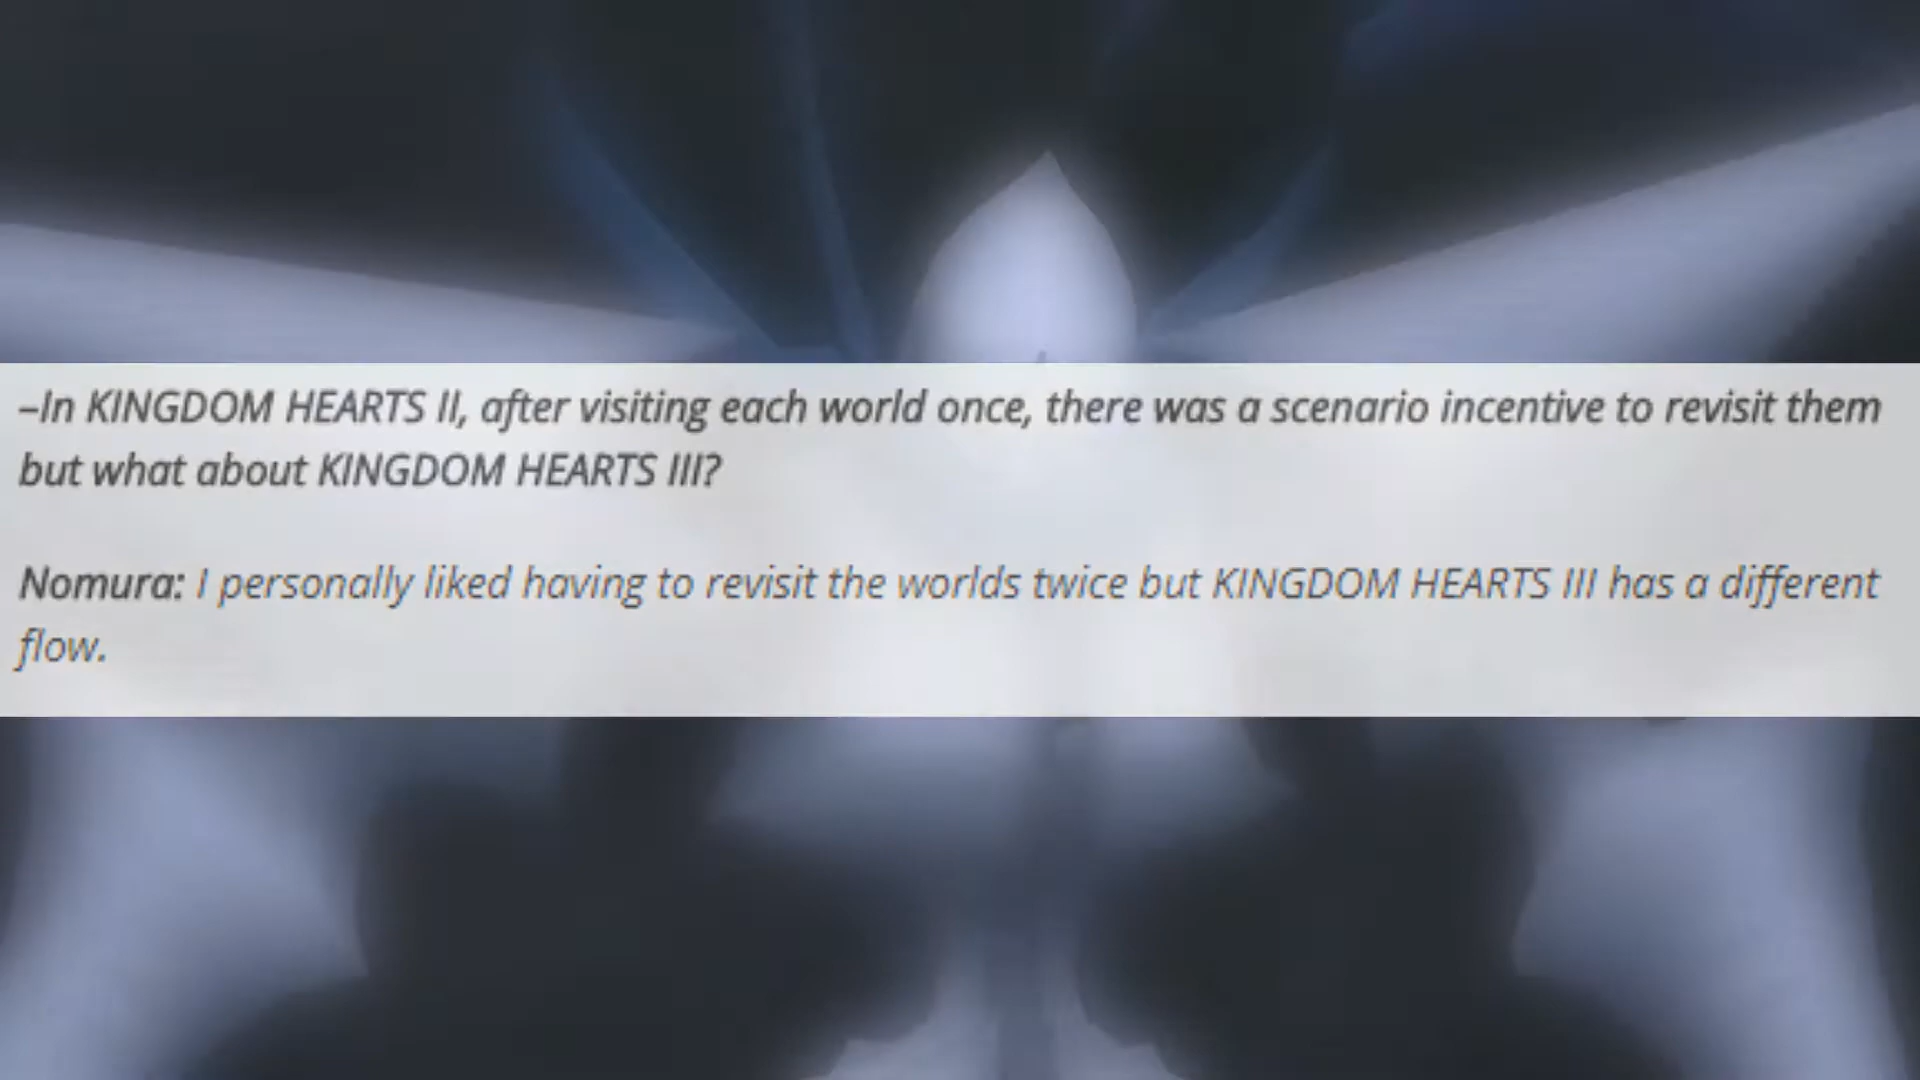 –In KINGDOM HEARTS II, after visiting each world once, there was a scenario incentive to revisit them
but what about KINGDOM HEARTS III?
Nomura: I personally liked having to revisit the worlds twice but KINGDOM HEARTS III has a different
flow.